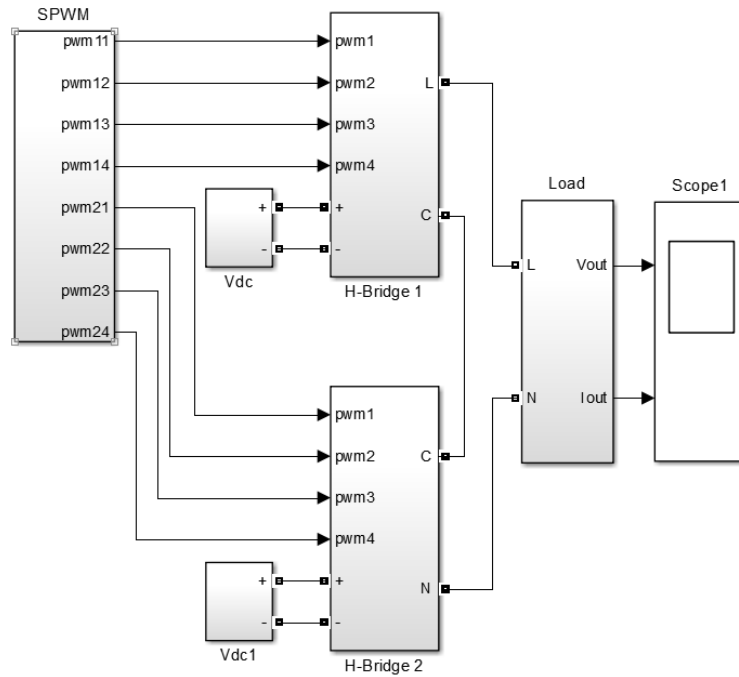 SPWM
pwm11
pwm12
pwm13
pwm14
pwm21
pwm22
pwm23
pwm24
pwm1
pwm2
pwm3
pwm4
+
-
L
C
H-Bridge 1
+
-
Vdc
pwm1
pwm2
pwm3
pwm4
+
-
C
N
H-Bridge 2
+
-
Vdc1
Load
L
N
Vout
Iout
Scope1